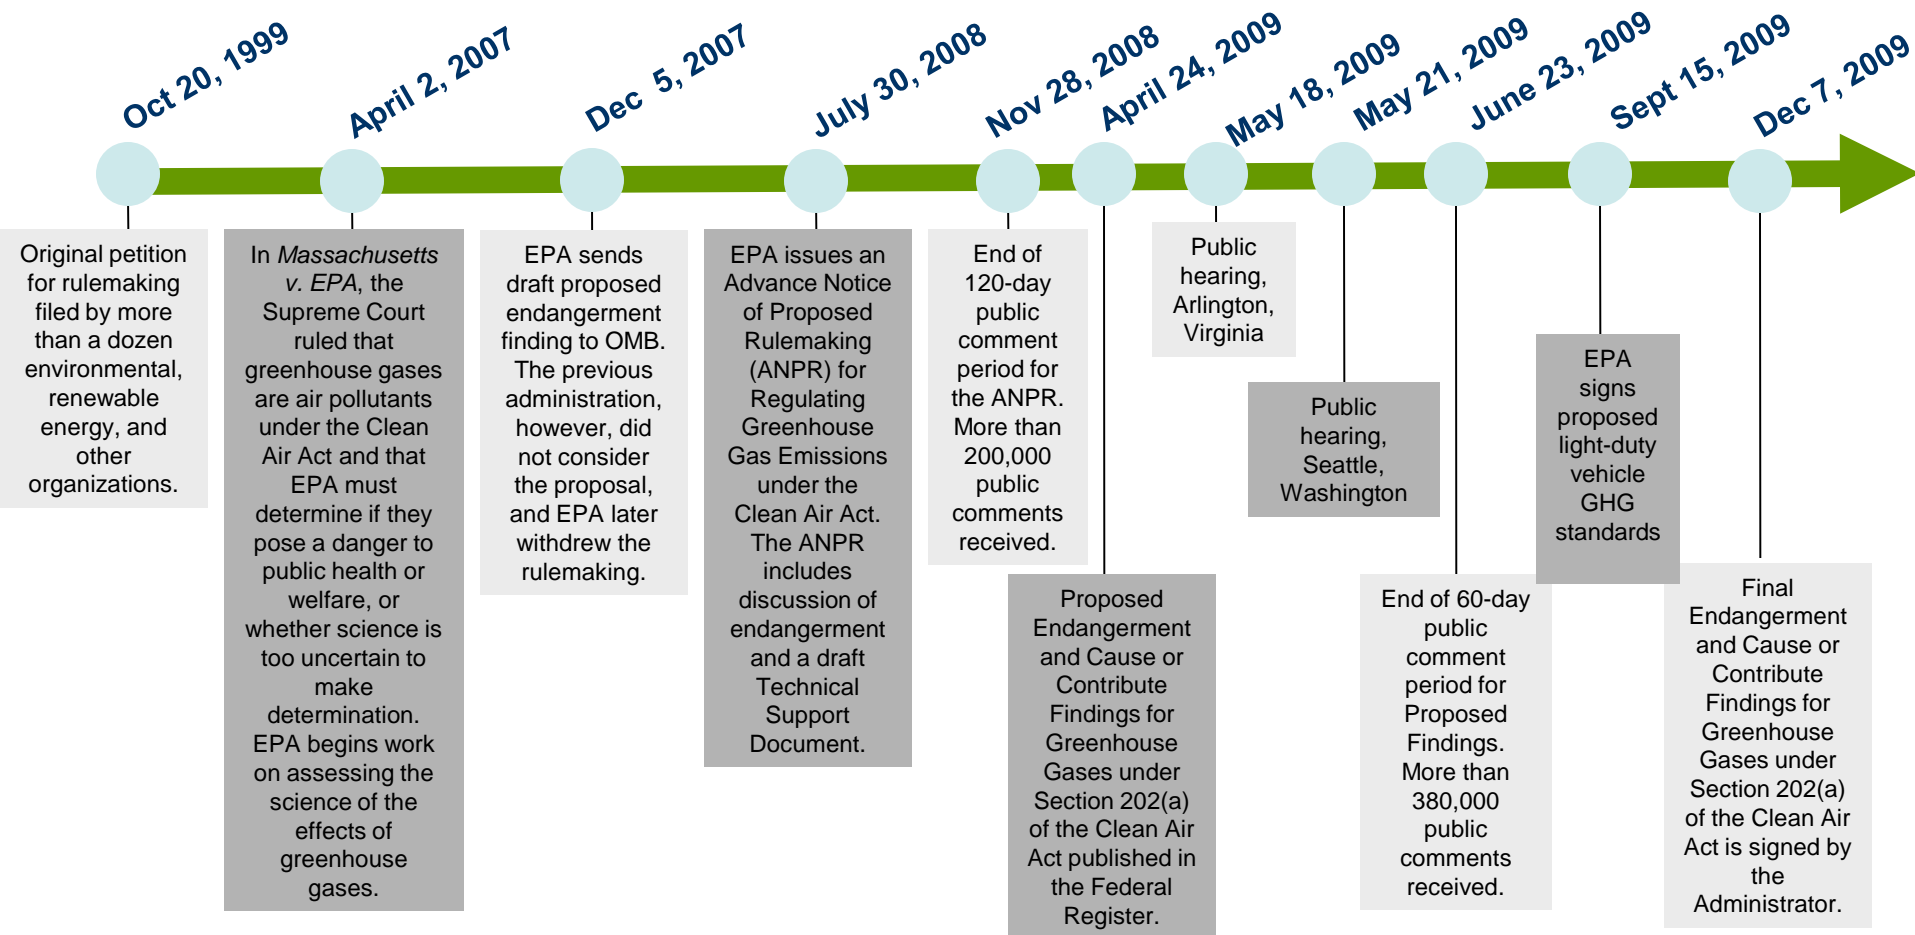 Oct 20, 1999
April 2, 2007
Dec 5, 2007
July 30, 2008
Nov 28, 2008
April 24, 2009
May 18, 2009
May 21, 2009
June 23, 2009
Sept 15, 2009
Dec 7, 2009
Original petition
for rulemaking
filed by more
than a dozen
environmental,
renewable
energy, and
other
organizations.
In Massachusetts
v. EPA, the
Supreme Court
ruled that
greenhouse gases
are air pollutants
under the Clean
Air Act and that
EPA must
determine if they
pose a danger to
public health or
welfare, or
whether science is
too uncertain to
make
determination.
EPA begins work
on assessing the
science of the
effects of
greenhouse
gases.
EPA sends
draft proposed
endangerment
finding to OMB.
The previous
administration,
however, did
not consider
the proposal,
and EPA later
withdrew the
rulemaking.
EPA issues an
Advance Notice
of Proposed
Rulemaking
(ANPR) for
Regulating
Greenhouse
Gas Emissions
under the
Clean Air Act.
The ANPR
includes
discussion of
endangerment
and a draft
Technical
Support
Document.
End of
120-day
public
comment
period for
the ANPR.
More than
200,000
public
comments
received.
Proposed
Endangerment
and Cause or
Contribute
Findings for
Greenhouse
Gases under
Section 202(a)
of the Clean Air
Act published in
the Federal
Register.
Public
hearing,
Arlington,
Virginia
Public
hearing,
Seattle,
Washington
End of 60-day
public
comment
period for
Proposed
Findings.
More than
380,000
public
comments
received.
EPA
signs
proposed
light-duty
vehicle
GHG
standards
Final
Endangerment
and Cause or
Contribute
Findings for
Greenhouse
Gases under
Section 202(a)
of the Clean Air
Act is signed by
the
Administrator.